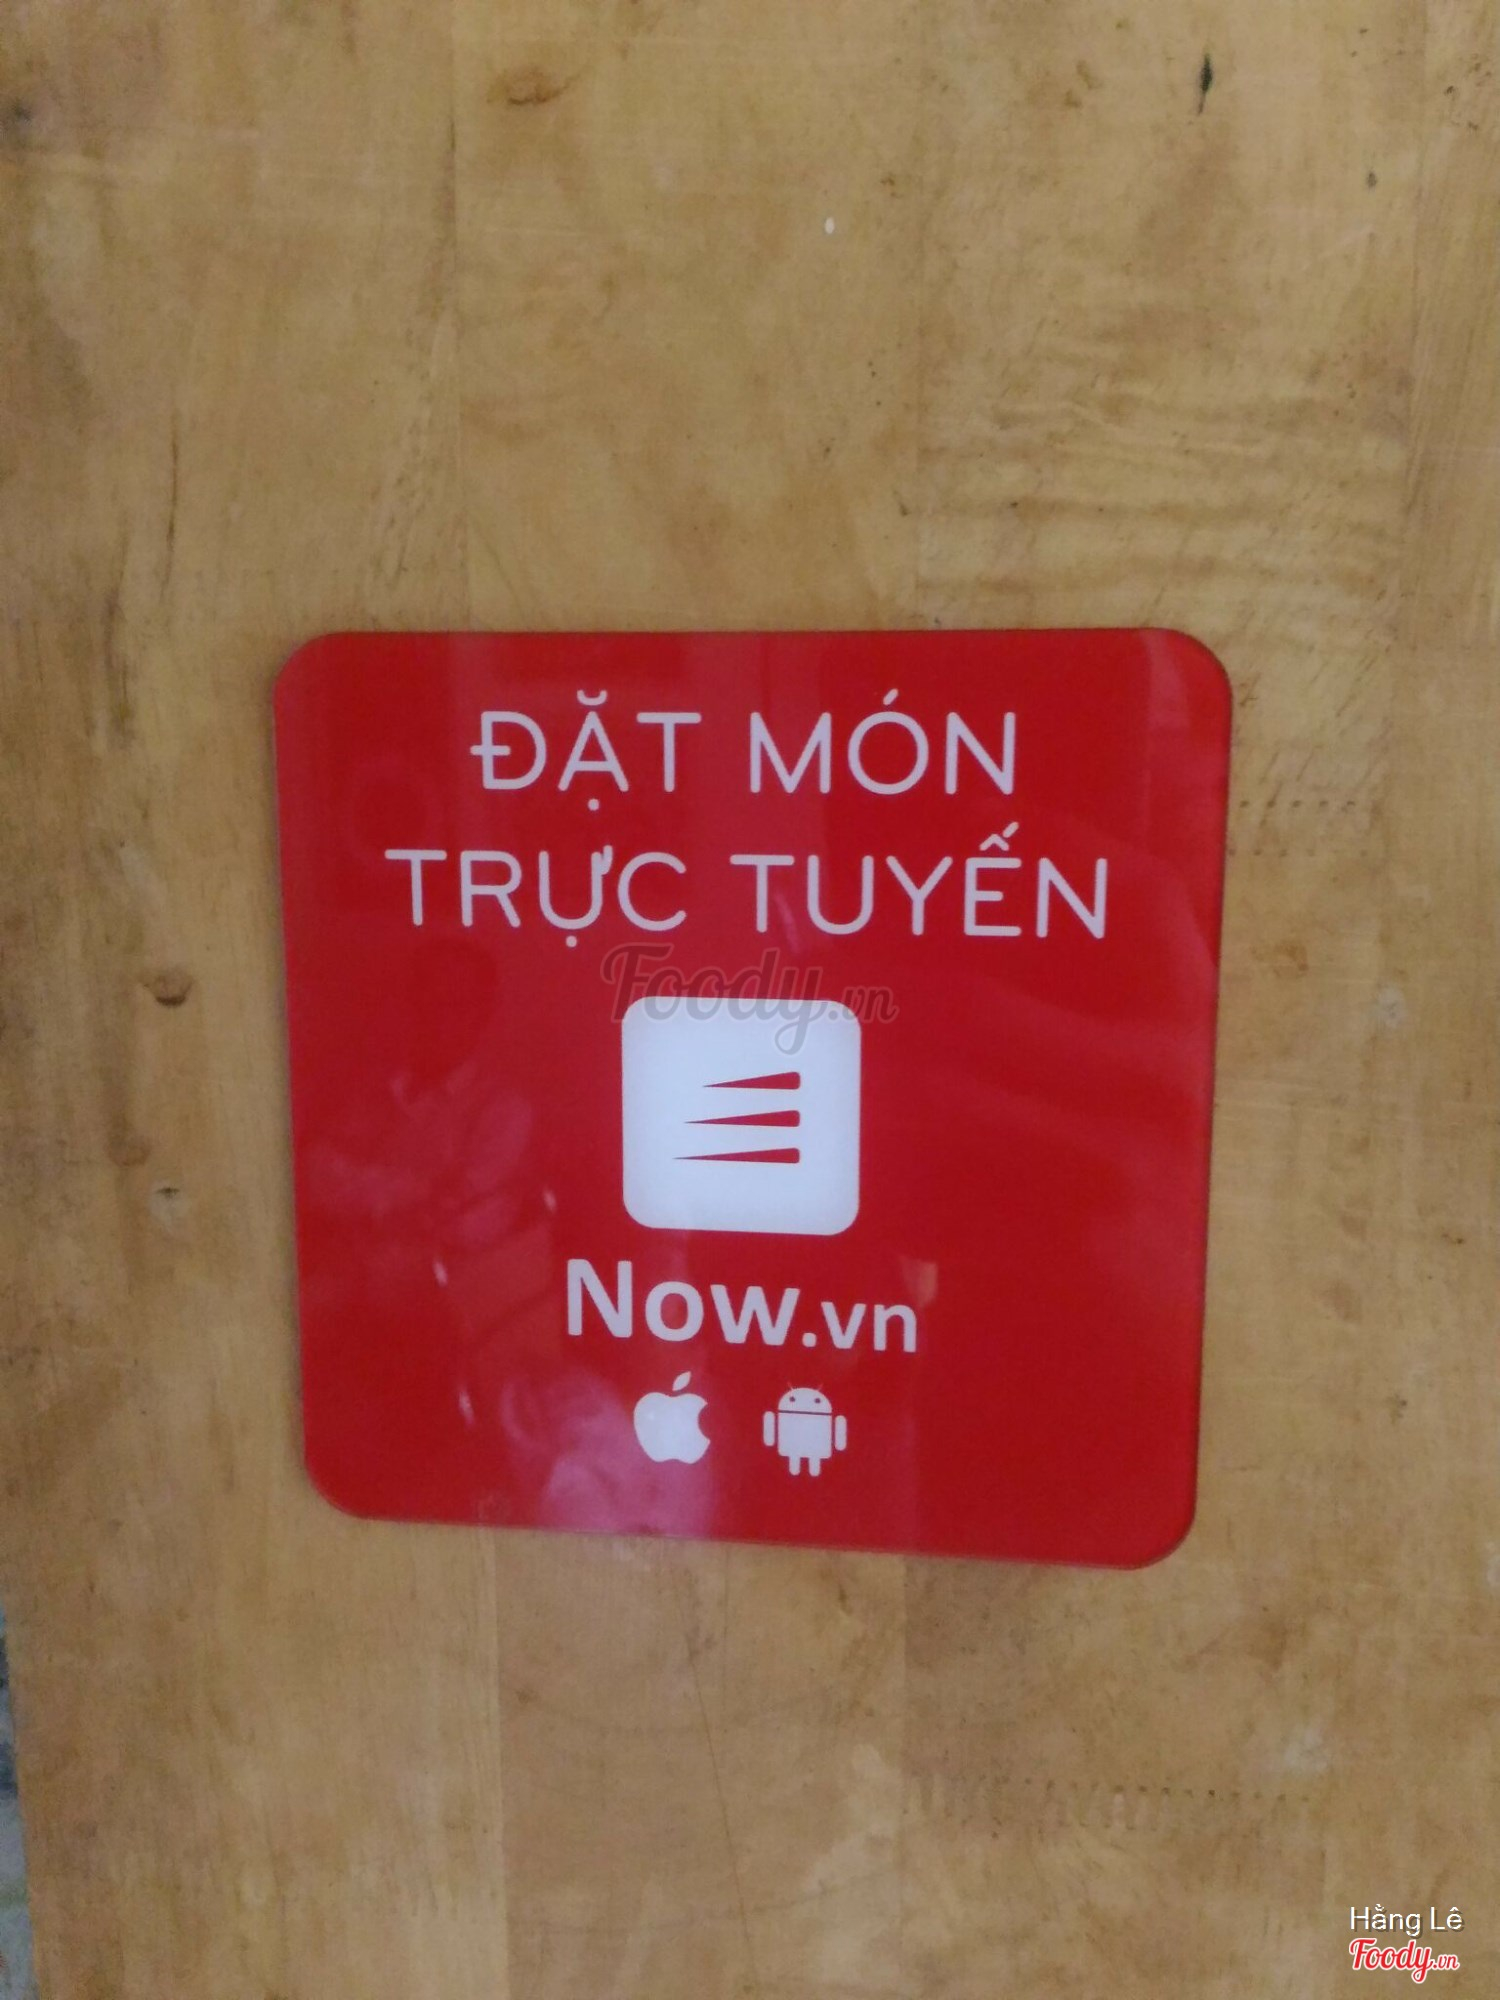 ĐẶT MÓN
TRỰC TUYẾN
Foody.vn
Now.vn
Hằng Lê
Foody.vn